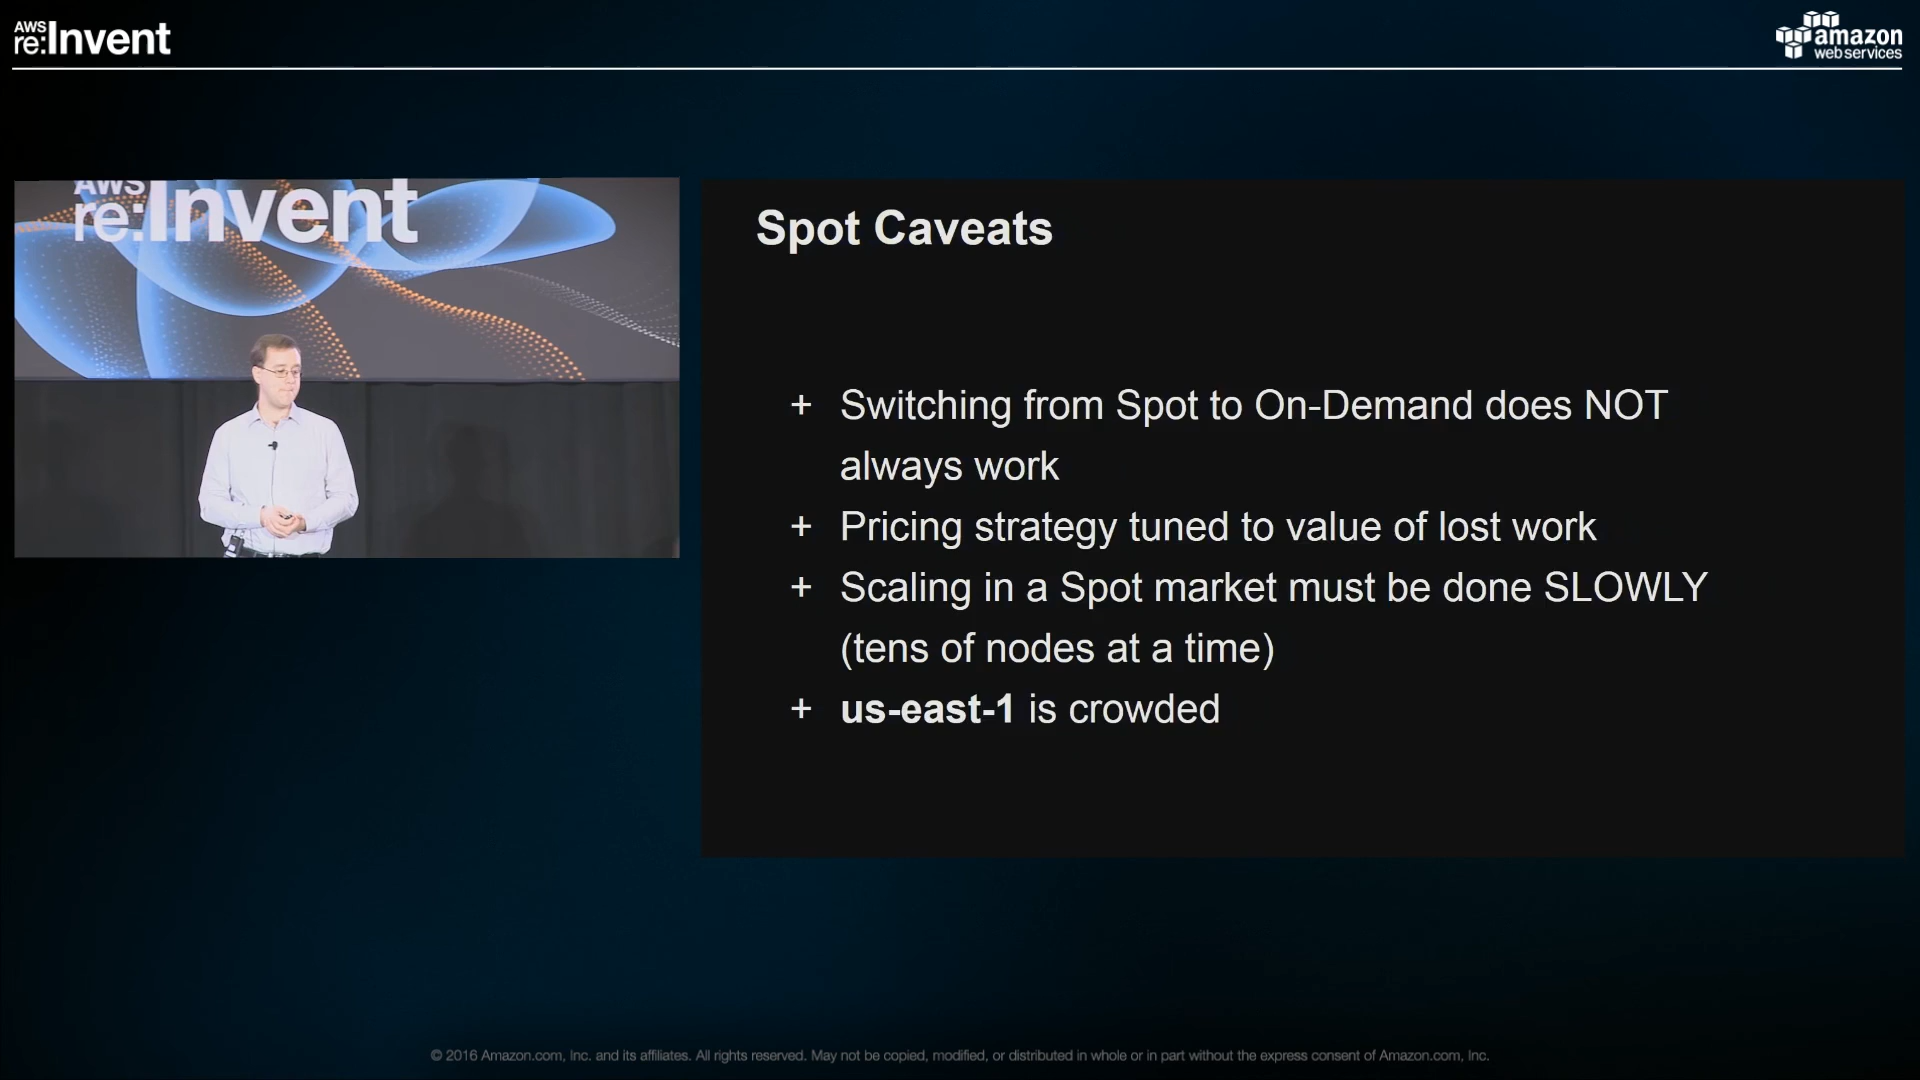 AWS
re:Invent
amazon
webservices
AWS
re:Invent
Spot Caveats
+ Switching from Spot to On-Demand does NOT
always work
+ Pricing strategy tuned to value of lost work
+ Scaling in a Spot market must be done SLOWLY
(tens of nodes at a time)
+ us-east-1 is crowded
© 2016 Amazon.com, Inc. and its affiliates. All rights reserved. May not be copied, modified, or distributed in whole or in part without the express consent of Amazon.com, Inc.